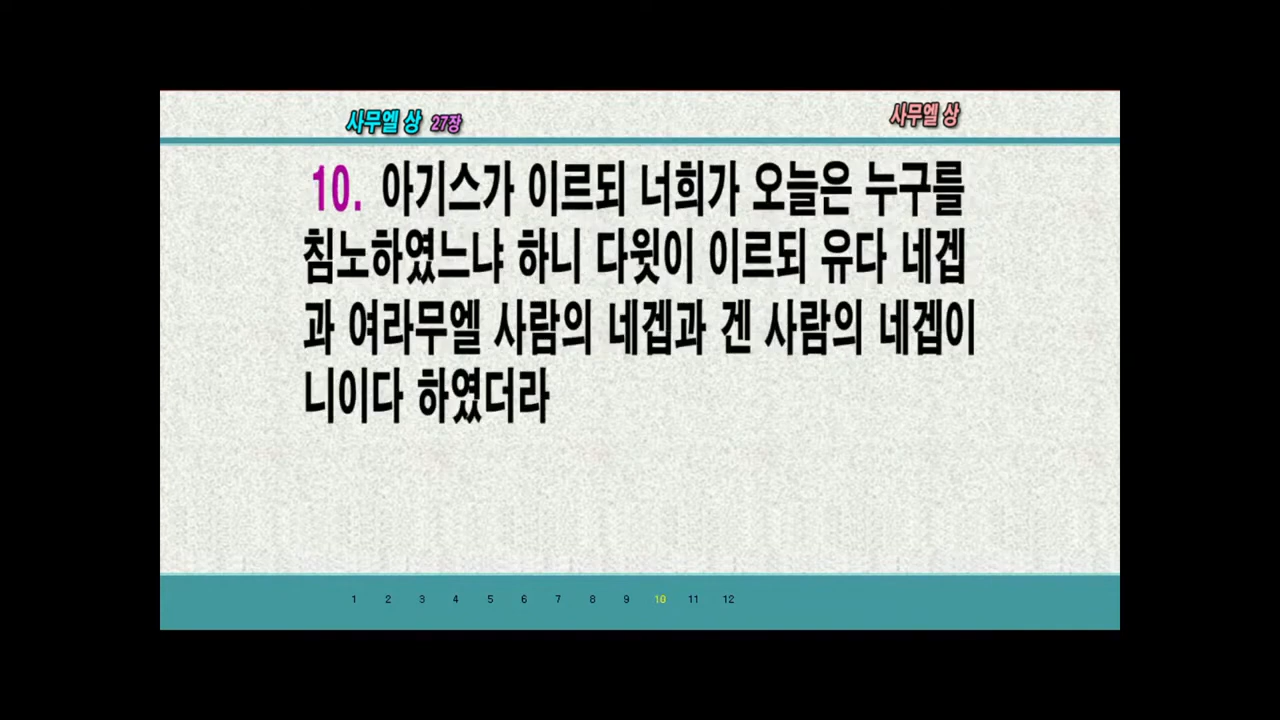 사무엘 상 27장
사무엘 상
10. 아기스가 이르되 너희가 오늘은 누구를
침노하였느냐 하니 다윗이 이르되 유다 네겝
과 여라무엘 사람의 네겝과 겐 사람의 네겝이
니이다 하였더라
1 2 3 4 5 6 7 8 9 10 11 12